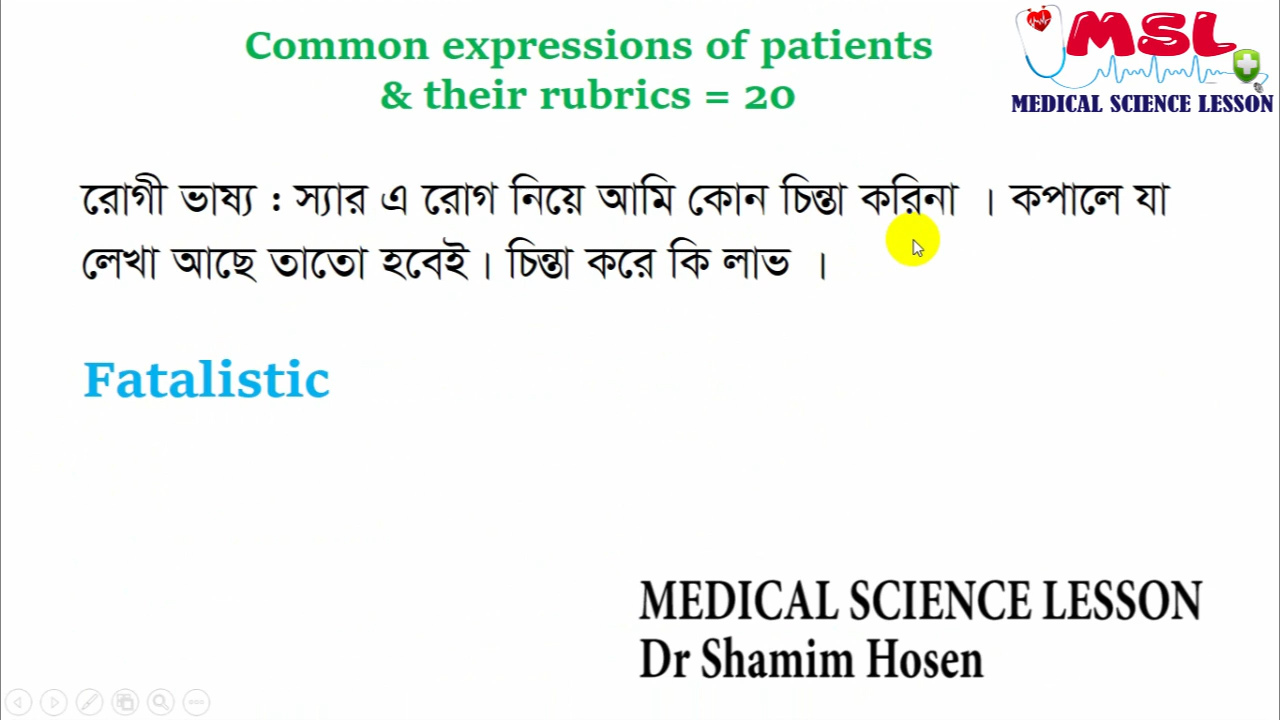 Common expressions of patients
& their rubrics = 20
MSL
MEDICAL SCIENCE LESSON
রোগী ভাষ্য : স্যার এ রোগ নিয়ে আমি কোন চিন্তা করিনা । কপালে যা
লেখা আছে তাতো হবেই। চিন্তা করে কি লাভ ।
Fatalistic
MEDICAL SCIENCE LESSON
Dr Shamim Hosen